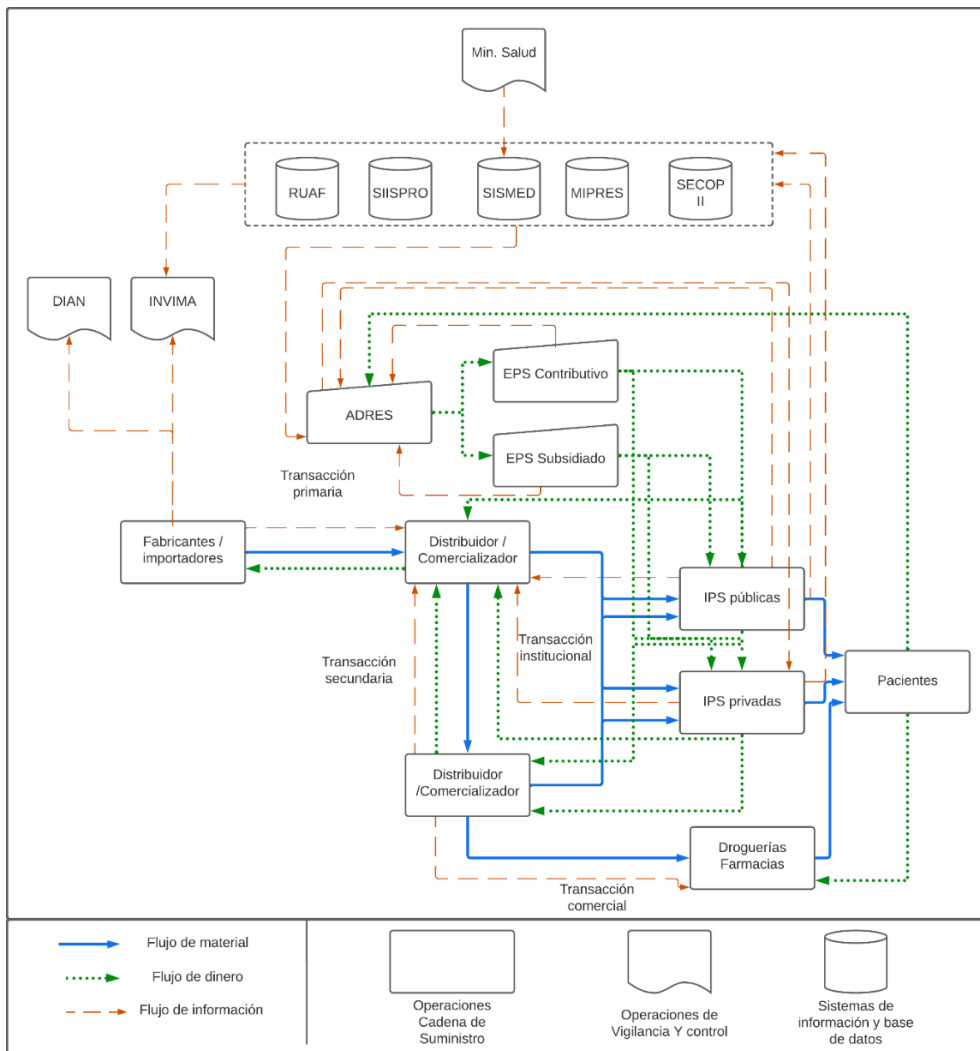 Min. Salud
RUAF
SIISPRO
SISMED
MIPRES
SECOP
II
DIAN
INVIMA
EPS Contributivo
ADRES
EPS Subsidiado
Transacción
primaria
Fabricantes /
importadores
Distribuidor /
Comercializador
IPS públicas
Transacción
institucional
Transacción
secundaria
IPS privadas
Pacientes
Distribuidor
/Comercializador
Droguerías
Farmacias
Transacción
comercial
Flujo de material
Flujo de dinero
Flujo de información
Operaciones
Cadena de
Suministro
Operaciones de
Vigilancia Y control
Sistemas de
información y base
de datos